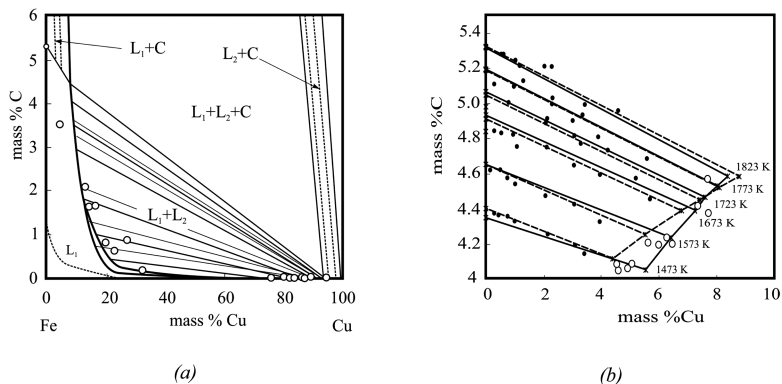 (a)
6
5
4
3
2
1
0
mass % C
L₁+C
L₂+C
L₁+L₂+C
L₁+L₂
L₁
0 20 40 60 80 100
Fe mass % Cu Cu
(a)
(b)
5.4
5.2
5.0
4.8
4.6
4.4
4.2
4
mass %C
1823 K
1773 K
1723 K
1673 K
1573 K
1473 K
0 2 4 6 8 10
mass %Cu
(b)